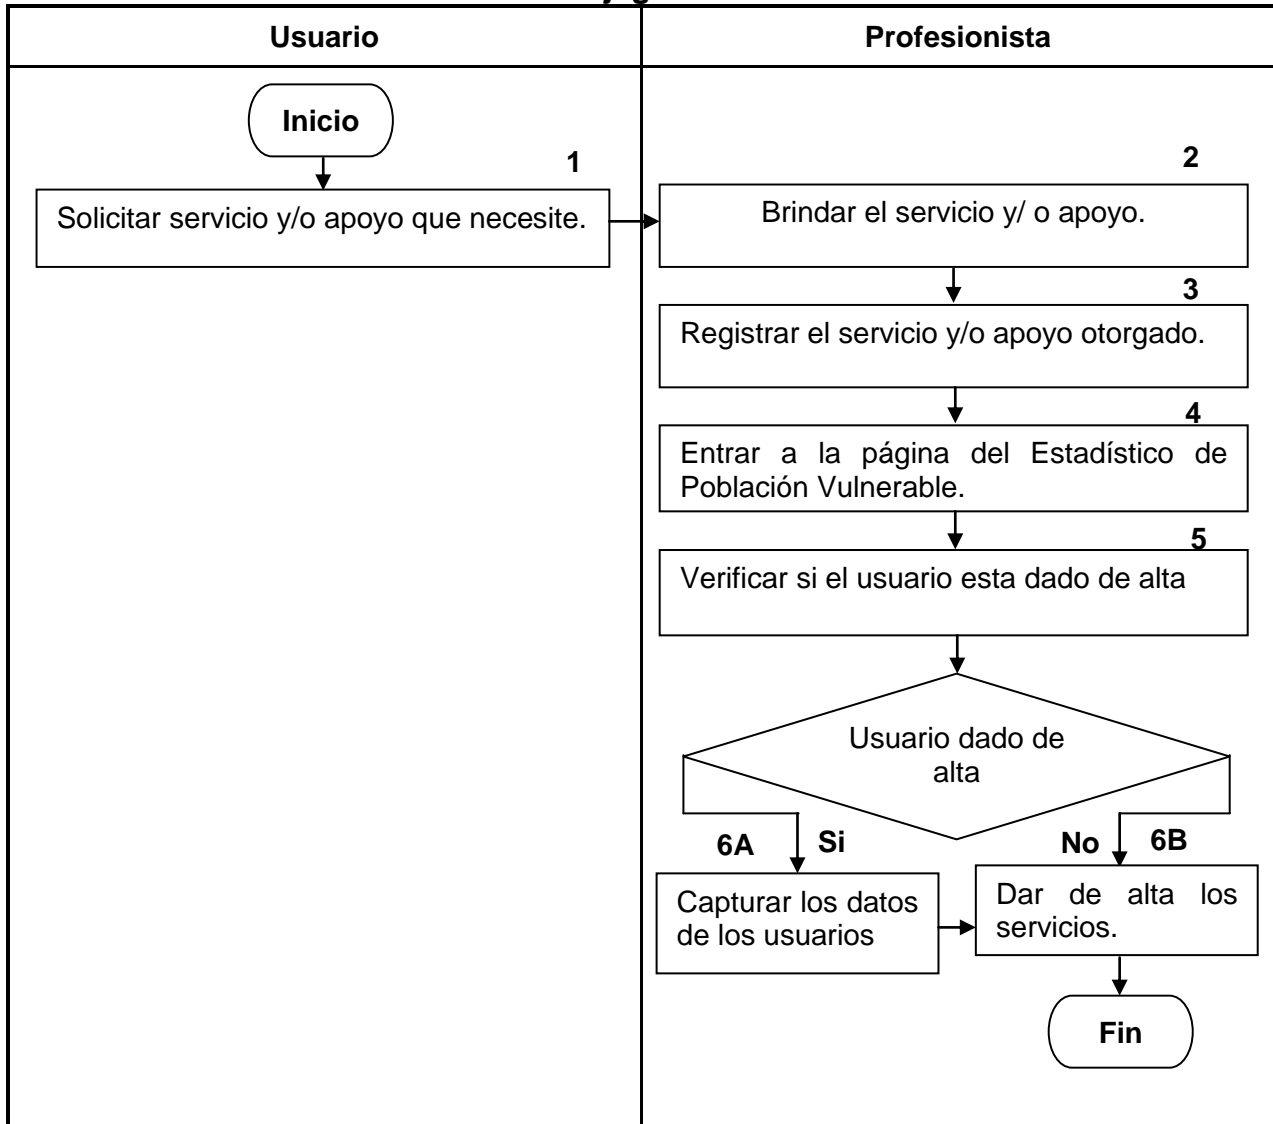 Usuario
Profesionista
Inicio
1
Solicitar servicio y/o apoyo que necesite.
2
Brindar el servicio y/ o apoyo.
3
Registrar el servicio y/o apoyo otorgado.
4
Entrar a la página del Estadístico de
Población Vulnerable.
5
Verificar si el usuario esta dado de alta
Usuario dado de
alta
6A
Si
No
6B
Capturar los datos
de los usuarios
Dar de alta los
servicios.
Fin